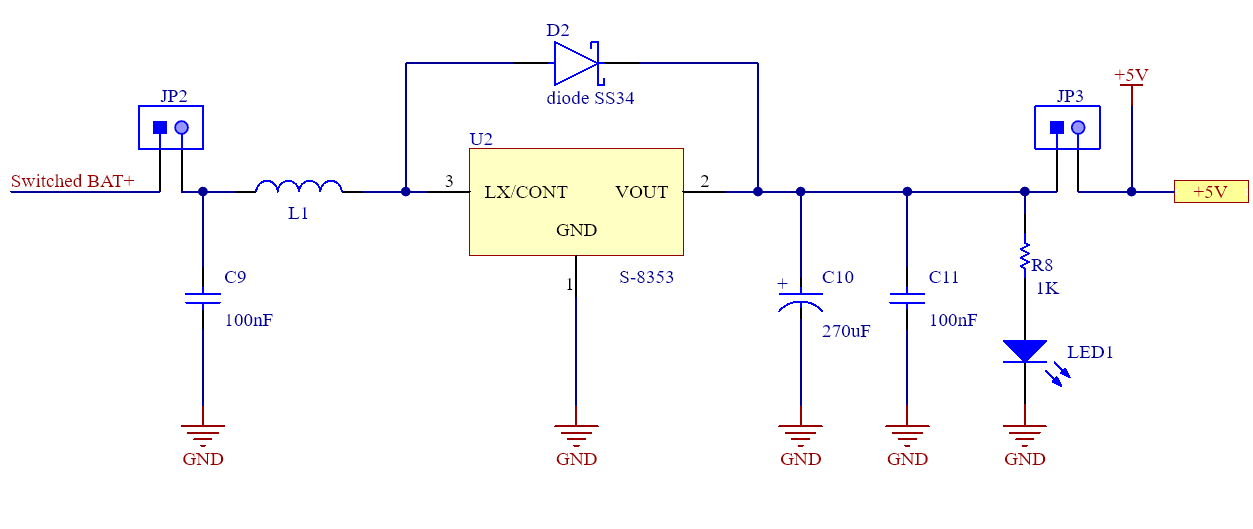 D2
diode SS34
JP2
JP3
+5V
U2
Switched BAT+
3
LX/CONT
VOUT
2
+5V
L1
GND
S-8353
1
C9
100nF
+
C10
270uF
C11
100nF
R8
1K
LED1
GND
GND
GND
GND
GND